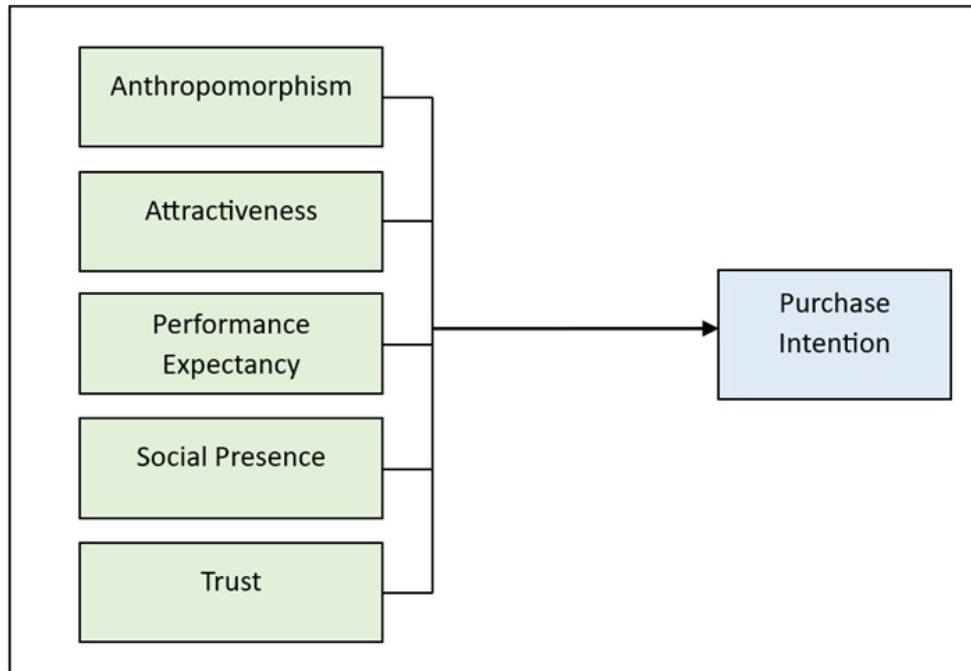 Anthropomorphism
Attractiveness
Performance
Expectancy
Social Presence
Trust
Purchase
Intention